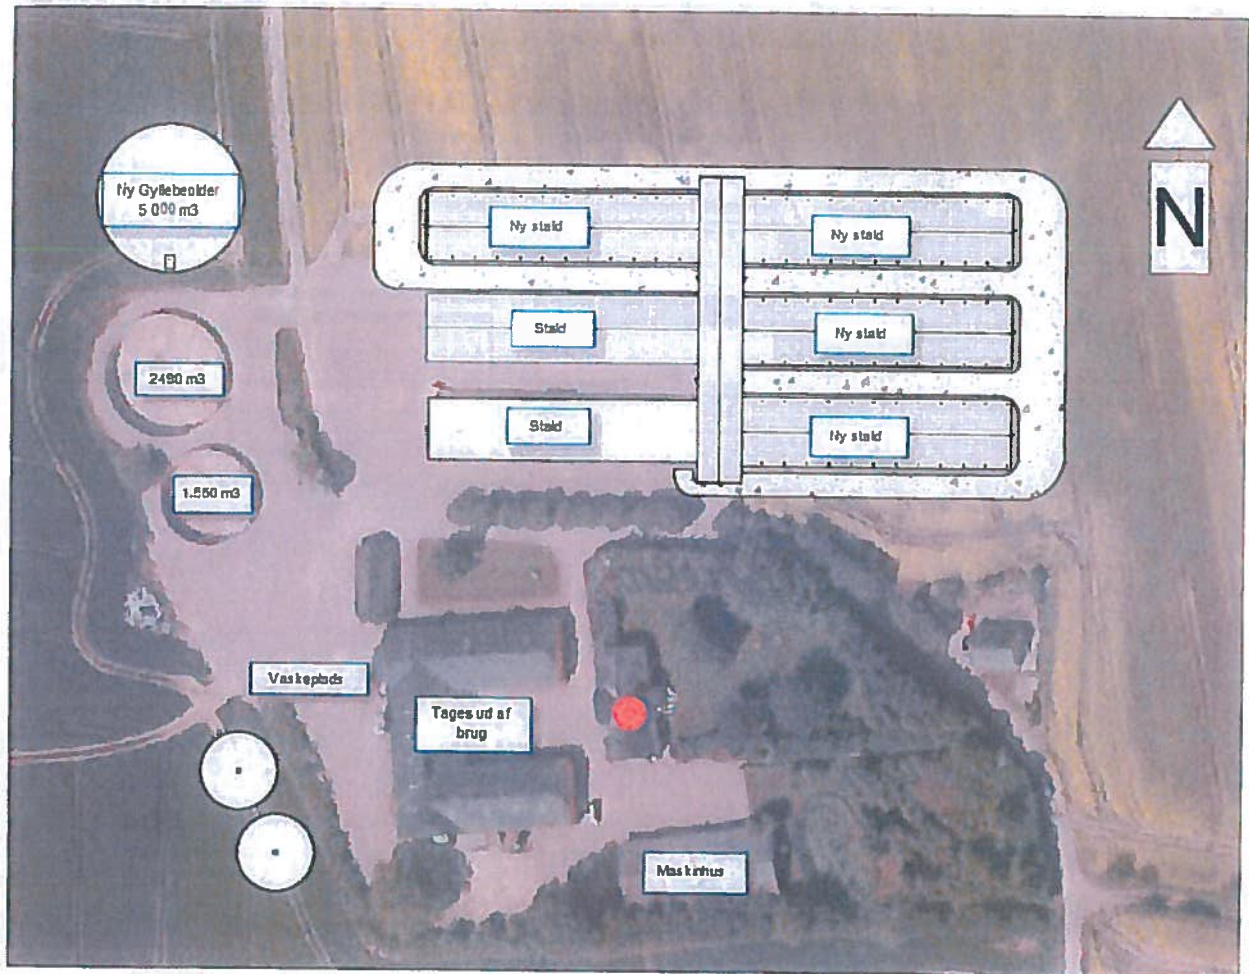 Ny Gyllebeolder
5 000 m3
N
Ny stald
Ny stald
Stald
Ny stald
2490 m3
Stald
Ny stald
1.550 m3
Vaskeplads
Tages ud af
brug
Maskinhus